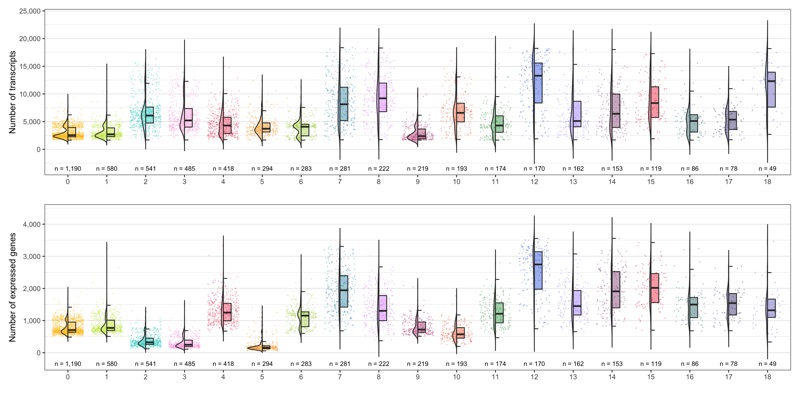 25,000
20,000
15,000
10,000
5,000
0
Number of transcripts
n = 1,190 n = 580 n = 541 n = 485 n = 418 n = 294 n = 283 n = 281 n = 222 n = 219 n = 193 n = 174 n = 170 n = 162 n = 153 n = 119 n = 86 n = 78 n = 49
0 1 2 3 4 5 6 7 8 9 10 11 12 13 14 15 16 17 18
4,000
3,000
2,000
1,000
0
Number of expressed genes
n = 1,190 n = 580 n = 541 n = 485 n = 418 n = 294 n = 283 n = 281 n = 222 n = 219 n = 193 n = 174 n = 170 n = 162 n = 153 n = 119 n = 86 n = 78 n = 49
0 1 2 3 4 5 6 7 8 9 10 11 12 13 14 15 16 17 18